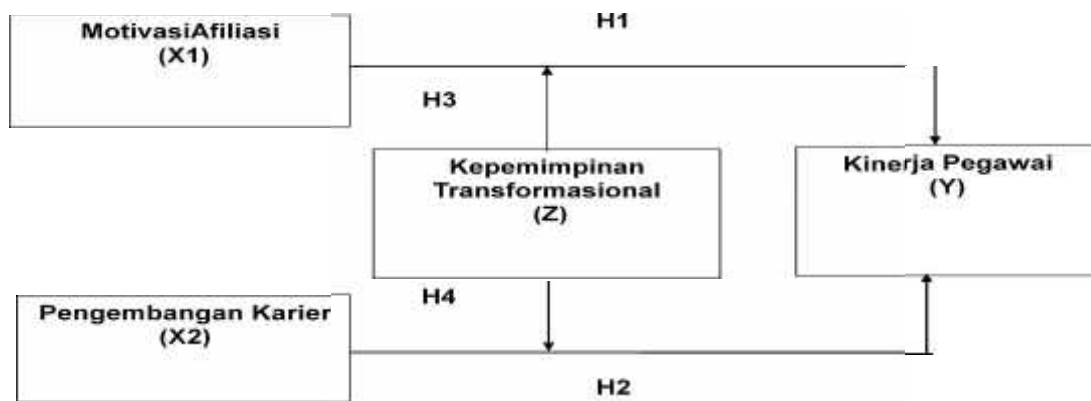 H1
MotivasiAfiliasi
(X1)
H3
Kepemimpinan
Transformasional
(Z)
Kinerja Pegawai
(Y)
H4
Pengembangan Karier
(X2)
H2